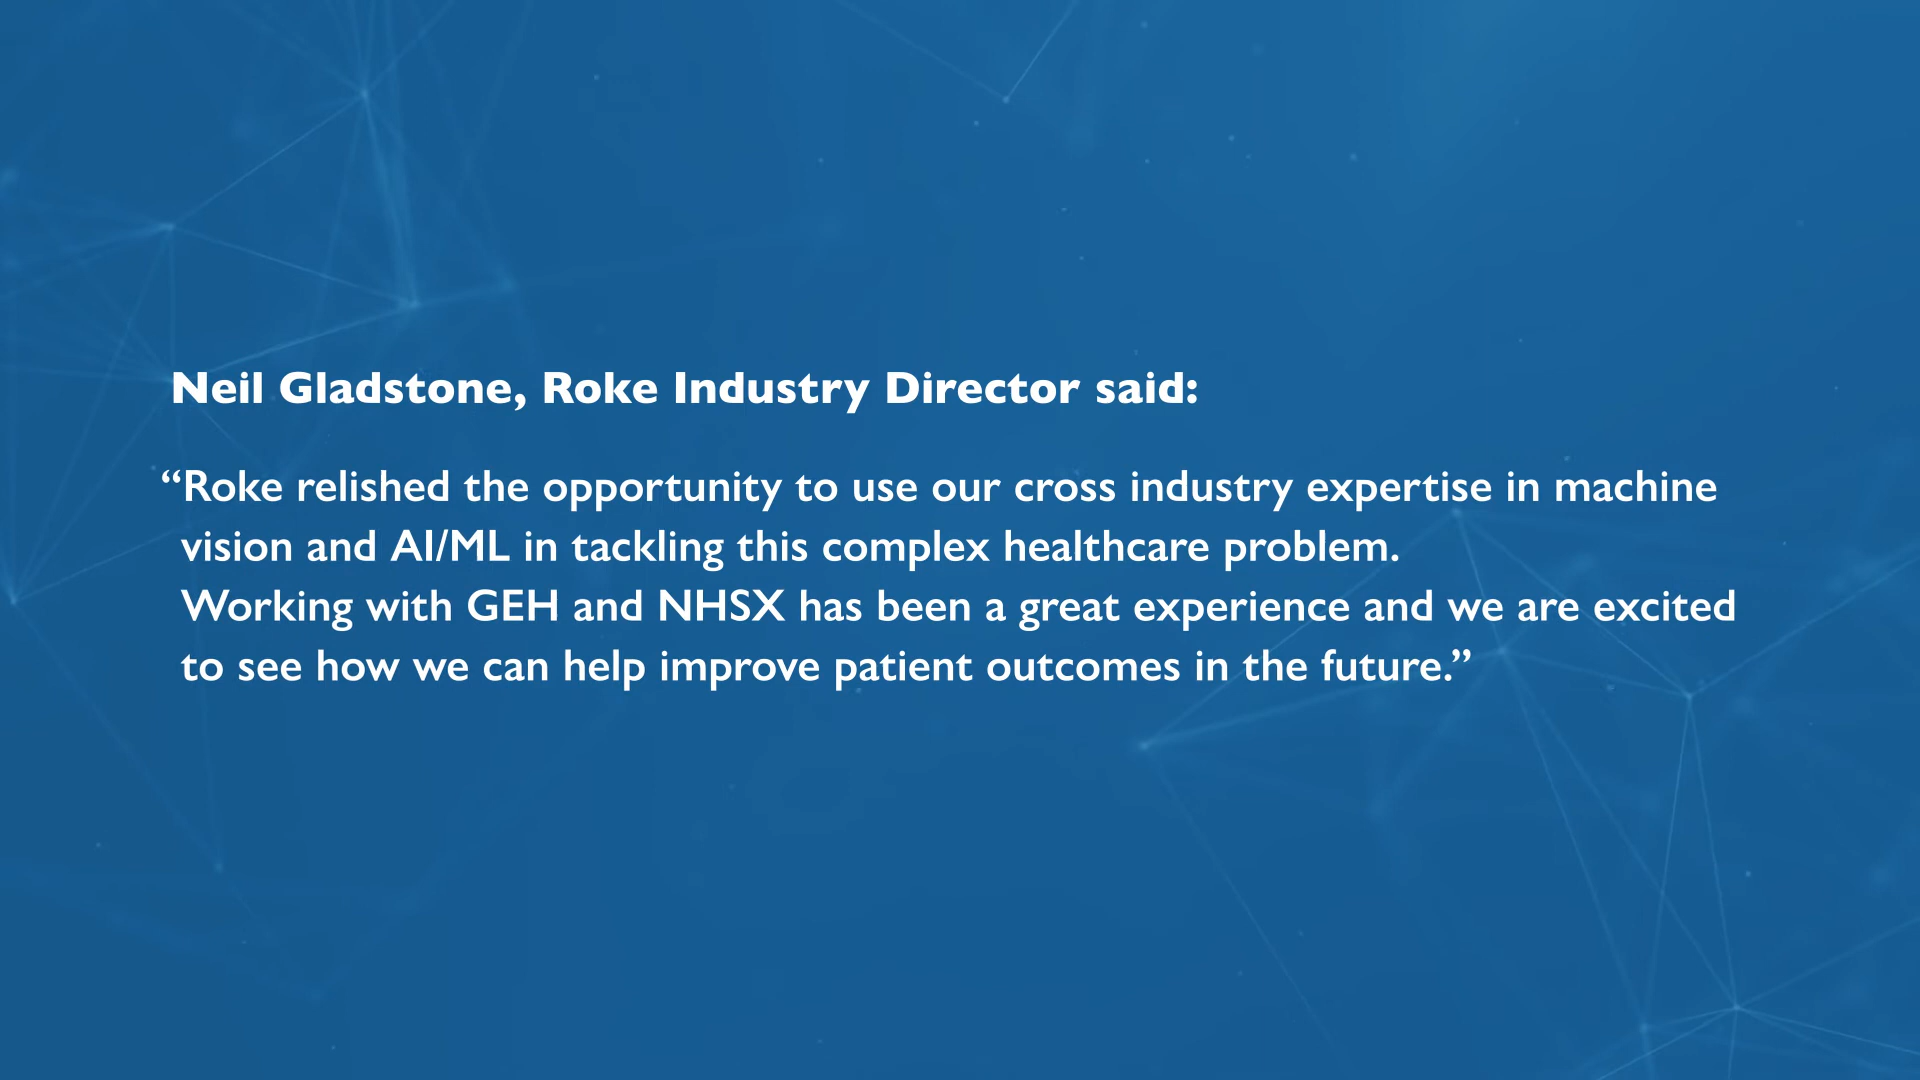 Neil Gladstone, Roke Industry Director said:
“Roke relished the opportunity to use our cross industry expertise in machine
vision and AI/ML in tackling this complex healthcare problem.
Working with GEH and NHSX has been a great experience and we are excited
to see how we can help improve patient outcomes in the future.”